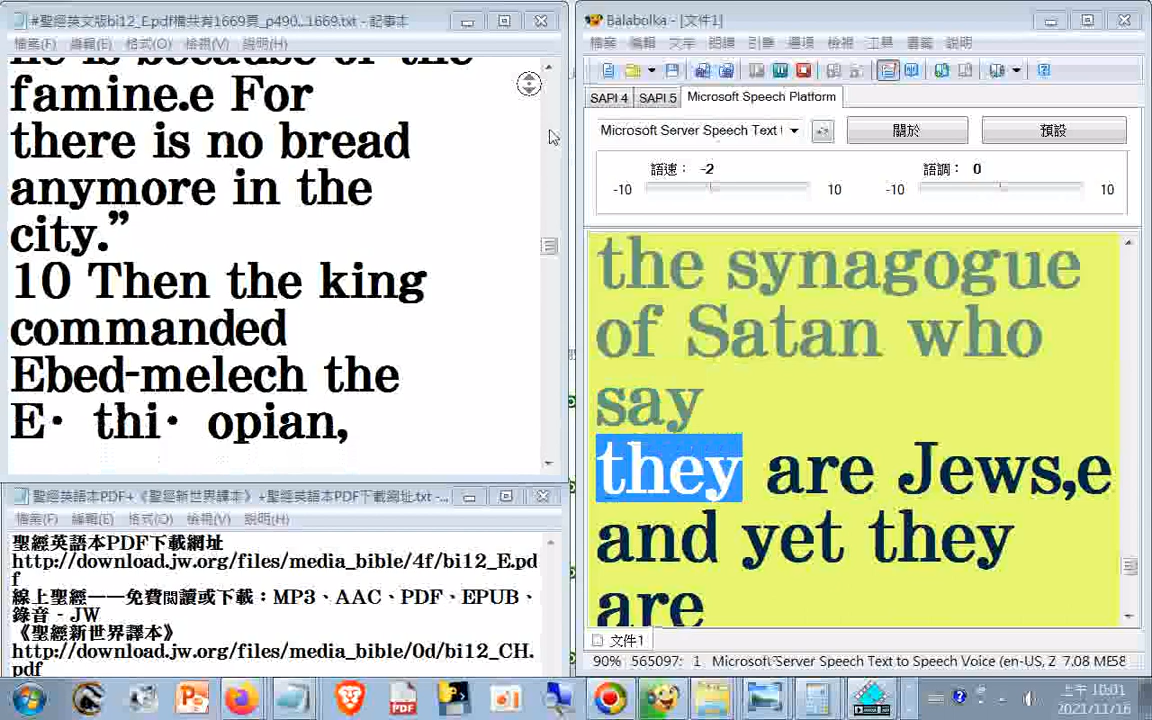 #聖經英文版bi12_E.pdf檔共有1669頁_p490...1669.txt - 記事本
檔案(F) 編輯(E) 格式(O) 檢視(V) 說明(H)
he is because of the
famine.e For
there is no bread
anymore in the
city.”
10 Then the king
commanded
Ebed-melech the
E· thi· opian,
聖經英語本PDF+《聖經新世界譯本》+聖經英語本PDF下載網址.txt - ...
檔案(F) 編輯(E) 格式(O) 檢視(V) 說明(H)
聖經英語本PDF下載網址
http://download.jw.org/files/media_bible/4f/bi12_E.pd
f
線上聖經——免費閱讀或下載：MP3、AAC、PDF、EPUB、
錄音 - JW
《聖經新世界譯本》
http://download.jw.org/files/media_bible/0d/bi12_CH.
pdf
Balabolka - [文件1]
檔案 編輯 文字 朗讀 引擎 選項 檢視 工具 書籤 說明
SAPI 4 SAPI 5 Microsoft Speech Platform
Microsoft Server Speech Text 關於 預設
語速： -2 語調： 0
-10 10 -10 10
the synagogue
of Satan who
say
they are Jews,e
and yet they
are
文件1
90% 565097: 1 Microsoft Server Speech Text to Speech Voice (en-US, Z 7.08 ME58
PDF
上午 10:01
2021/11/16